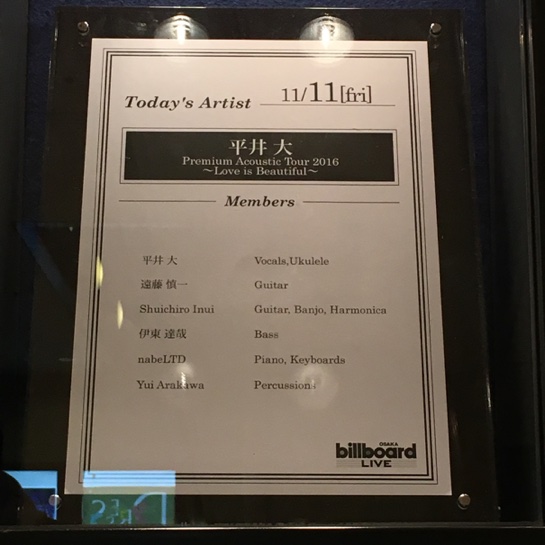 Today's Artist 11/11[fri]
平井 大
Premium Acoustic Tour 2016
〜Love is Beautiful〜
Members
平井 大 Vocals,Ukulele
遠藤 慎一 Guitar
Shuichiro Inui Guitar, Banjo, Harmonica
伊東 達哉 Bass
nabeLTD Piano, Keyboards
Yui Arakawa Percussion
OSAKA
billboard
LIVE